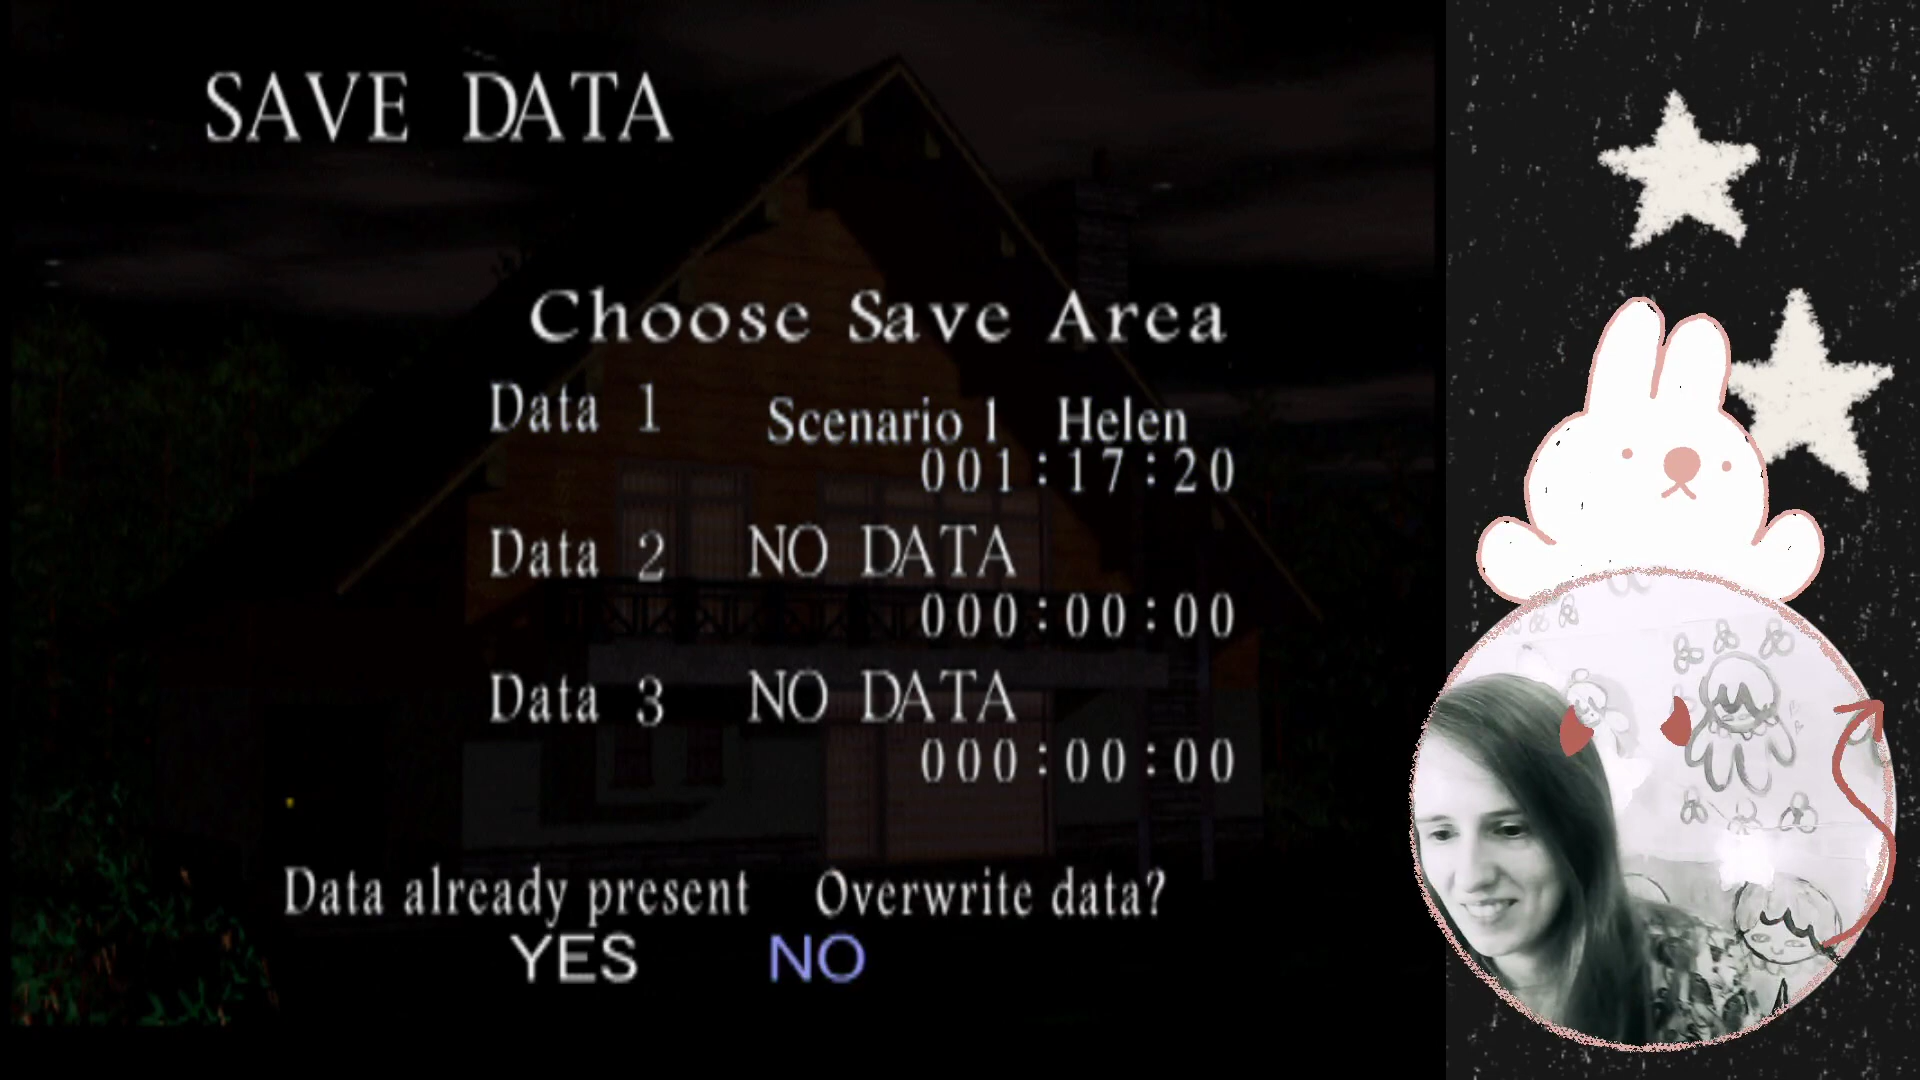 SAVE DATA
Choose Save Area
Data 1 Scenario 1 Helen
001:17:20
Data 2 NO DATA
000:00:00
Data 3 NO DATA
000:00:00
Data already present Overwrite data?
YES NO